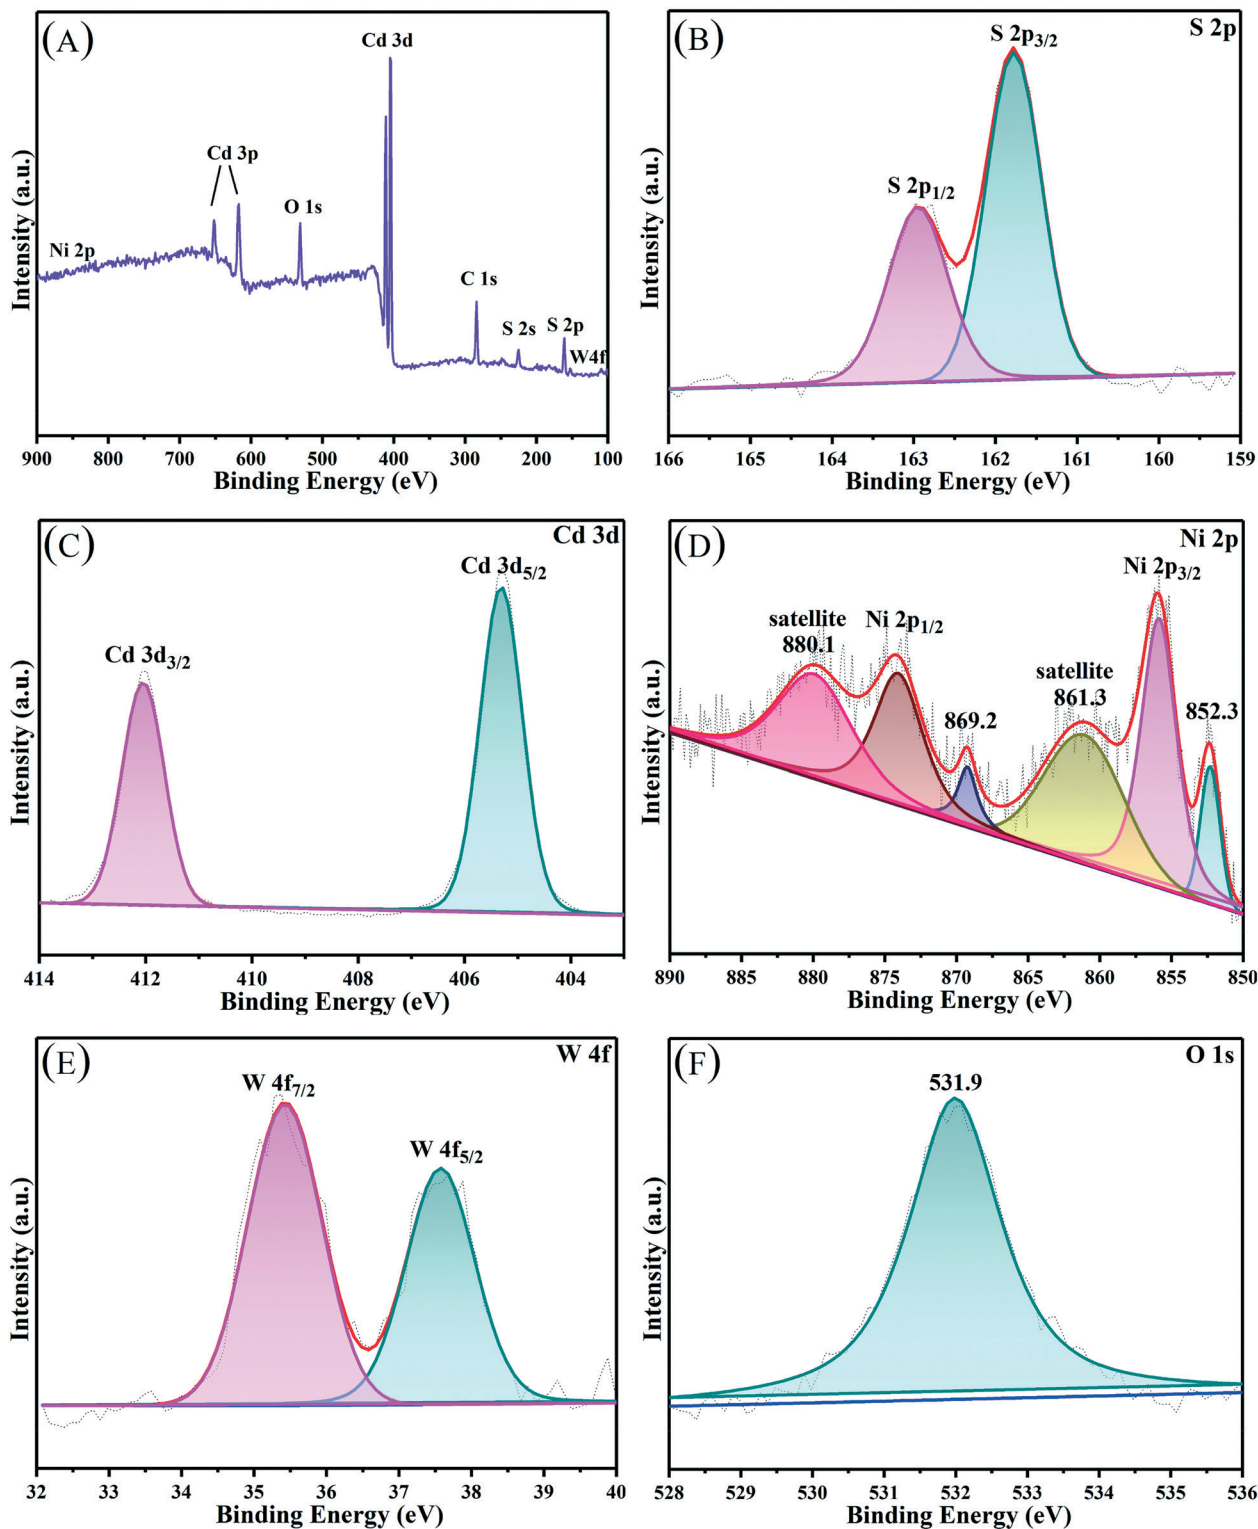 (A)
Cd 3d
Cd 3p
O 1s
Ni 2p
C 1s
S 2s
S 2p
W4f
Intensity (a.u.)
900 800 700 600 500 400 300 200 100
Binding Energy (eV)
(B)
S 2p
S 2p3/2
S 2p1/2
Intensity (a.u.)
166 165 164 163 162 161 160 159
Binding Energy (eV)
(C)
Cd 3d
Cd 3d5/2
Cd 3d3/2
Intensity (a.u.)
414 412 410 408 406 404
Binding Energy (eV)
(D)
Ni 2p
Ni 2p3/2
satellite
880.1
Ni 2p1/2
satellite
861.3
869.2
852.3
Intensity (a.u.)
890 885 880 875 870 865 860 855 850
Binding Energy (eV)
(E)
W 4f
W 4f7/2
W 4f5/2
Intensity (a.u.)
32 33 34 35 36 37 38 39 40
Binding Energy (eV)
(F)
O 1s
531.9
Intensity (a.u.)
528 529 530 531 532 533 534 535 536
Binding Energy (eV)